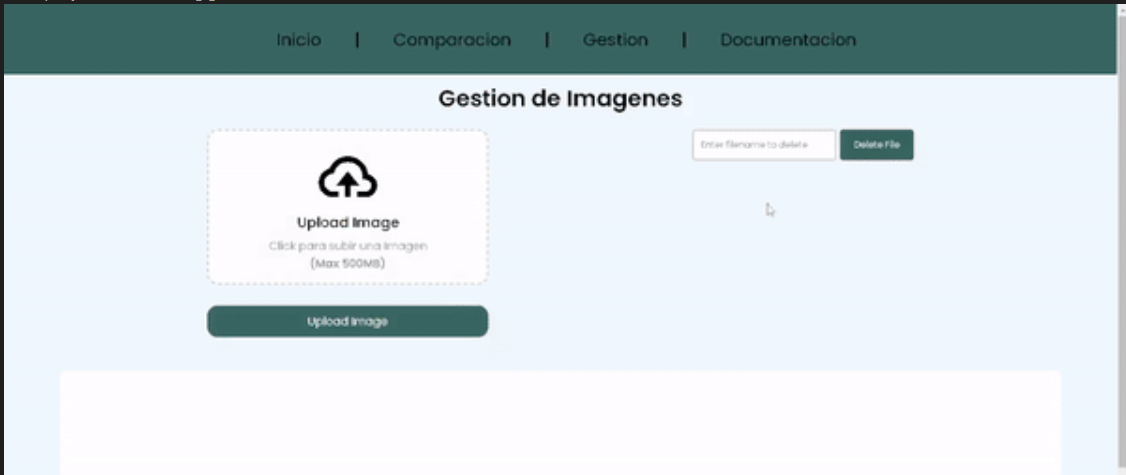 Inicio | Comparacion | Gestion | Documentacion
Gestion de Imagenes
Upload Image
Click para subir una imagen
(Max 500MB)
Upload Image
Enter filename to delete
Delete File